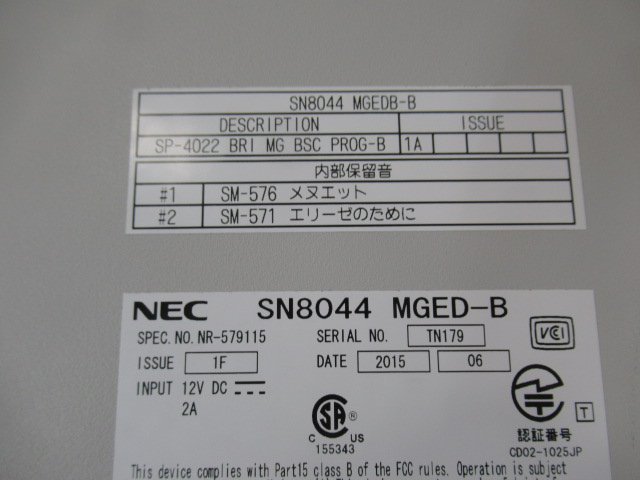 SN8044 MGEDB-B
DESCRIPTION ISSUE
SP-4022 BRI MG BSC PROG-B 1A
内部保留音
#1 SM-576 メヌエット
#2 SM-571 エリーゼのために
NEC SN8044 MGED-B
SPEC. NO. NR-579115 SERIAL NO. TN179
ISSUE 1F DATE 2015 06
VCI
INPUT 12V DC
2A
SA ®
C US
155343
T
認証番号
CD02-1025JP
This device complies with Part15 class B of the FCC rules. Operation is subject